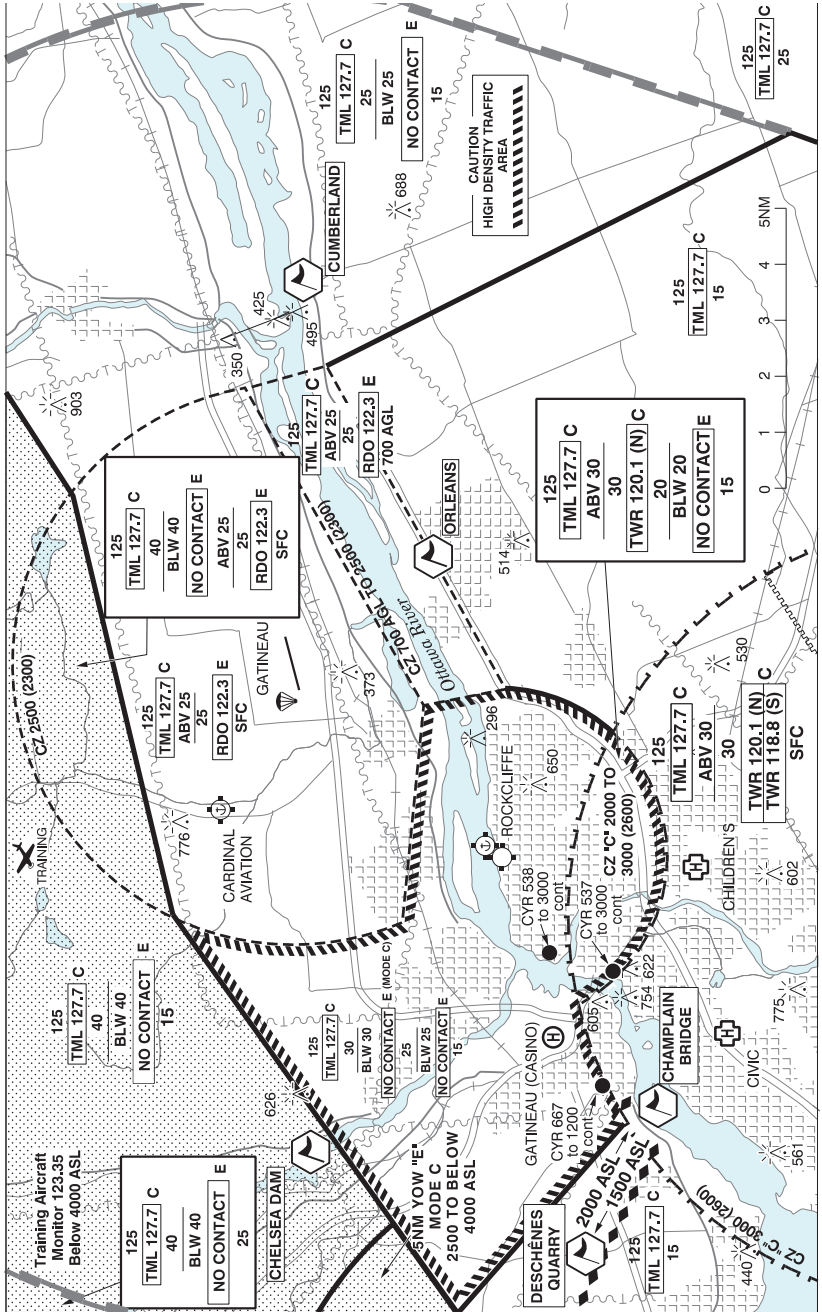 125
TML 127.7 C
25
BLW 25
NO CONTACT E
15
125
TML 127.7 C
25
CAUTION
HIGH DENSITY TRAFFIC
AREA
688
CUMBERLAND
425
495
350
903
125
TML 127.7 C
15
0 1 2 3 4 5NM
125
TML 127.7 C
ABV 25
25
RDO 122.3 E
700 AGL
125
TML 127.7 C
40
BLW 40
NO CONTACT E
ABV 25
25
RDO 122.3 E
SFC
ORLEANS
514
125
TML 127.7 C
ABV 30
30
TWR 120.1 (N) C
20
BLW 20
NO CONTACT E
15
CZ 700 AGL TO 2500 (2300)
Ottawa River
CZ 2500 (2300)
GATINEAU
373
125
TML 127.7 C
ABV 25
25
RDO 122.3 E
SFC
530
296
650
ROCKCLIFFE
TRAINING
776
CARDINAL
AVIATION
125
TML 127.7 C
ABV 30
30
TWR 120.1 (N) C
TWR 118.8 (S)
SFC
CZ "C" 2000 TO
3000 (2600)
CYR 538
to 3000
cont
CYR 537
to 3000
cont
CHILDREN'S
602
622
754
605
775
125
TML 127.7 C
40
BLW 40
NO CONTACT E
15
125
TML 127.7 C
30
BLW 30
NO CONTACT E (MODE C)
25
BLW 25
NO CONTACT E
15
626
GATINEAU (CASINO)
CYR 667
to 1200
cont
CHAMPLAIN
BRIDGE
CIVIC
561
Training Aircraft
Monitor 123.35
Below 4000 ASL
125
TML 127.7 C
40
BLW 40
NO CONTACT E
25
CHELSEA DAM
5NM YOW "E"
MODE C
2500 TO BELOW
4000 ASL
DESCHÊNES
QUARRY
2000 ASL
1500 ASL
125
TML 127.7 C
15
440
CZ "C" 3000 (2600)